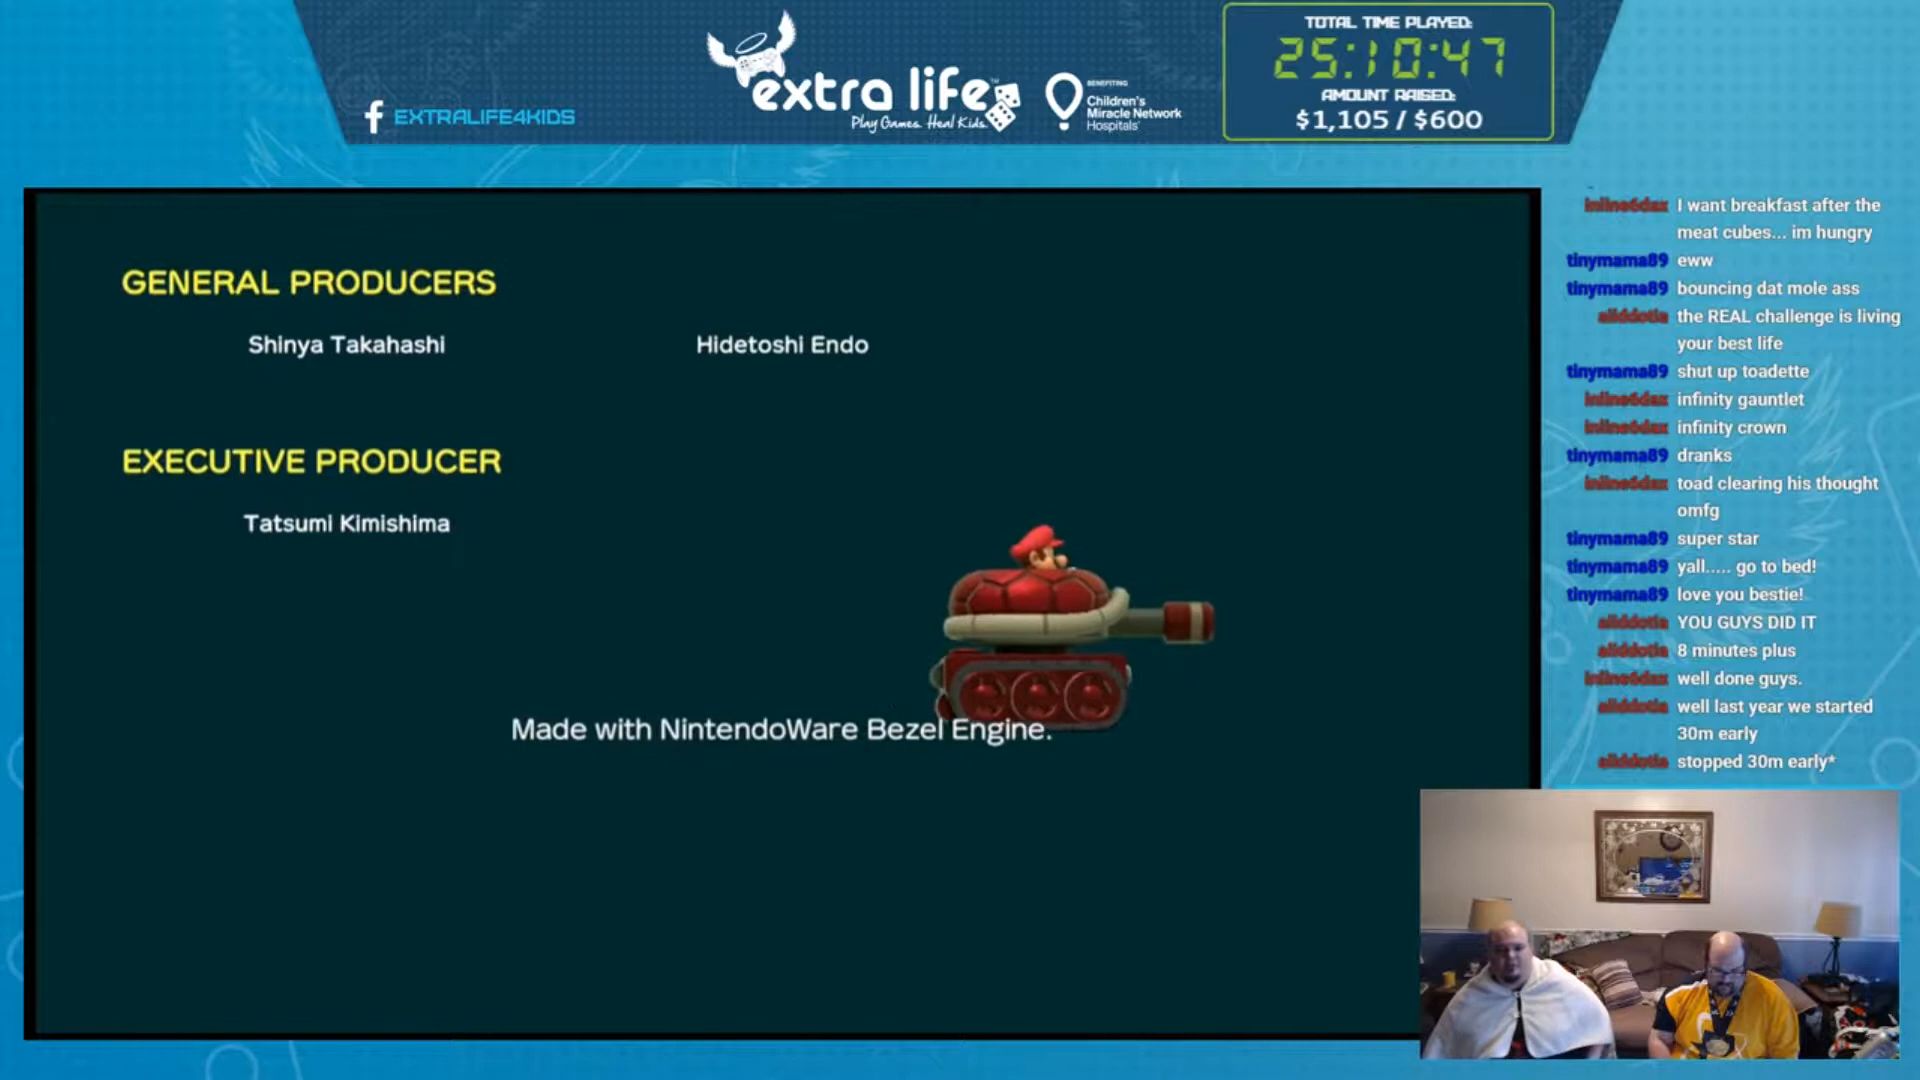 EXTRALIFE4KIDS
extra life
Play Games. Heal Kids.
BENEFITING
Children's
Miracle Network
Hospitals
TOTAL TIME PLAYED:
25:10:47
AMOUNT RAISED:
$1,105 / $600
GENERAL PRODUCERS
Shinya Takahashi Hidetoshi Endo
EXECUTIVE PRODUCER
Tatsumi Kimishima
Made with NintendoWare Bezel Engine.
I want breakfast after the
meat cubes... im hungry
tinymama89 eww
tinymama89 bouncing dat mole ass
the REAL challenge is living
your best life
tinymama89 shut up toadette
infinity gauntlet
infinity crown
tinymama89 dranks
toad clearing his thought
omfg
tinymama89 super star
tinymama89 yall..... go to bed!
tinymama89 love you bestie!
YOU GUYS DID IT
8 minutes plus
well done guys.
well last year we started
30m early
stopped 30m early*